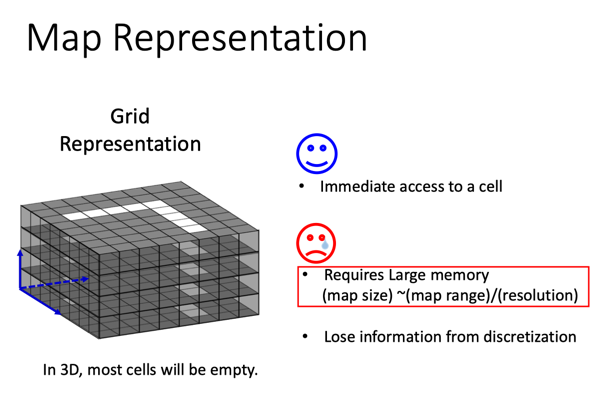 Map Representation
Grid
Representation
• Immediate access to a cell
• Requires Large memory
(map size) ~(map range)/(resolution)
• Lose information from discretization
In 3D, most cells will be empty.